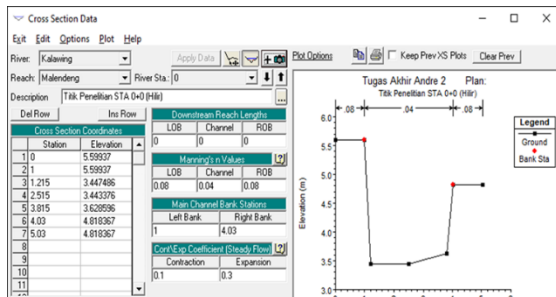 Cross Section Data
Exit Edit Options Plot Help
River: Kalawing
Apply Data
Reach: Malendeng River Sta.: 0
Description Titik Penelitian STA 0+0 (Hilir) ...
Del Row Ins Row
Cross Section Coordinates
Station Elevation
1 0 5.59937
2 1 5.59937
3 1.215 3.447486
4 2.515 3.443376
5 3.815 3.628596
6 4.03 4.818367
7 5.03 4.818367
8
9
10
Downstream Reach Lengths
LOB Channel ROB
0 0 0
Manning's n Values ?
LOB Channel ROB
0.08 0.04 0.08
Main Channel Bank Stations
Left Bank Right Bank
1 4.03
Cont\Exp Coefficient (Steady Flow) ?
Contraction Expansion
0.1 0.3
Plot Options Keep Prev XS Plots Clear Prev
Tugas Akhir Andre 2 Plan:
Titik Penelitian STA 0+0 (Hilir)
.08 .04 .08
Elevation (m)
6.0
5.5
5.0
4.5
4.0
3.5
3.0
Legend
Ground
Bank Sta